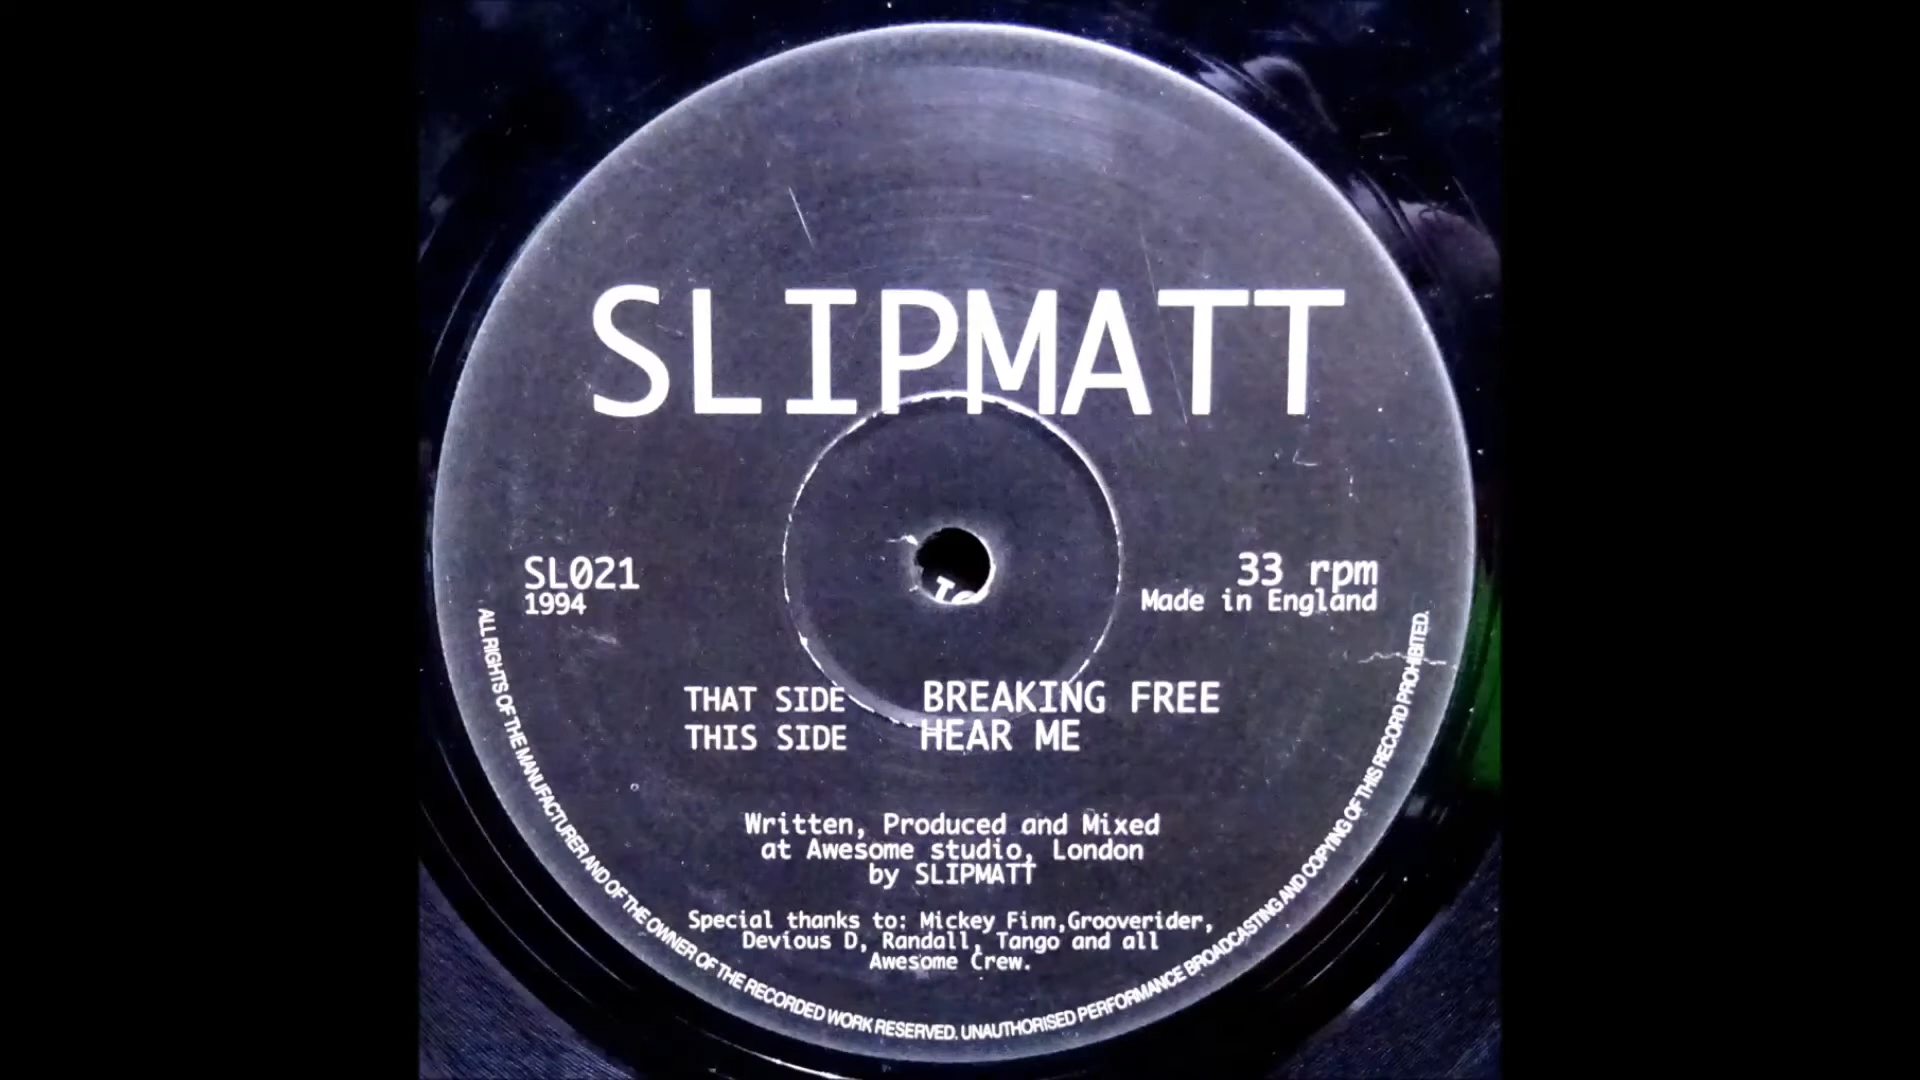 SLIPMATT
SL021
1994
33 rpm
Made in England
THAT SIDE BREAKING FREE
THIS SIDE HEAR ME
Written, Produced and Mixed
at Awesome studio, London
by SLIPMATT
Special thanks to: Mickey Finn,Grooverider,
Devious D, Randall, Tango and all
Awesome Crew.
ALL RIGHTS OF THE MANUFACTURER AND OF THE OWNER OF THE RECORDED WORK RESERVED. UNAUTHORISED PERFORMANCE BROADCASTING AND COPYING OF THIS RECORD PROHIBITED.